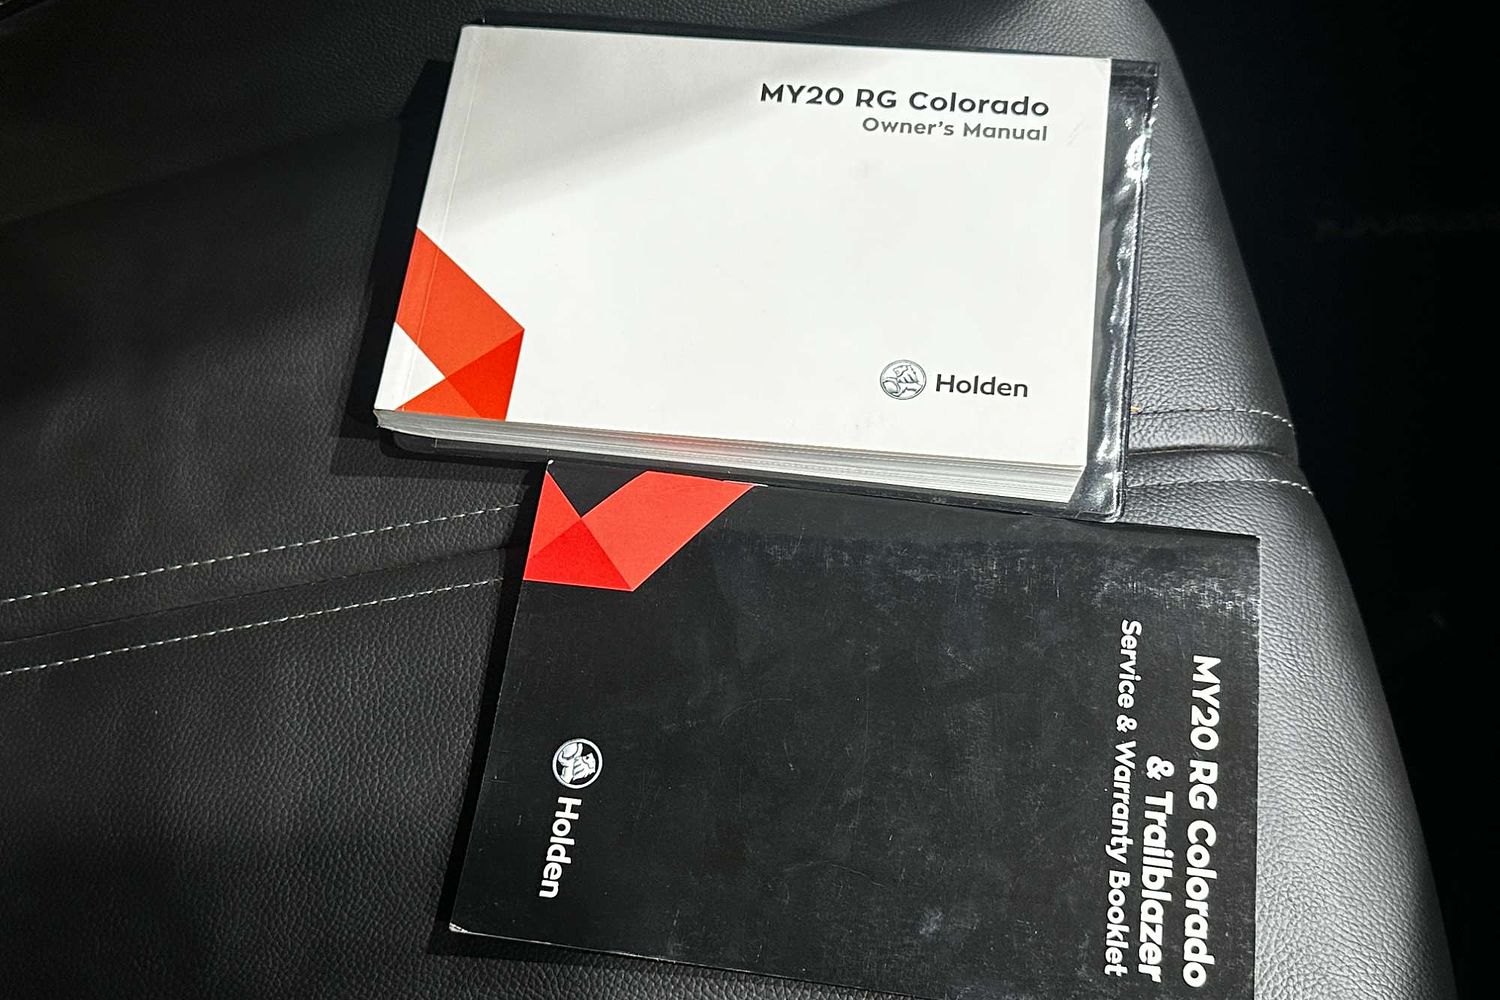 MY20 RG Colorado
Owner's Manual
Holden
MY20 RG Colorado
& Trailblazer
Service & Warranty Booklet
Holden